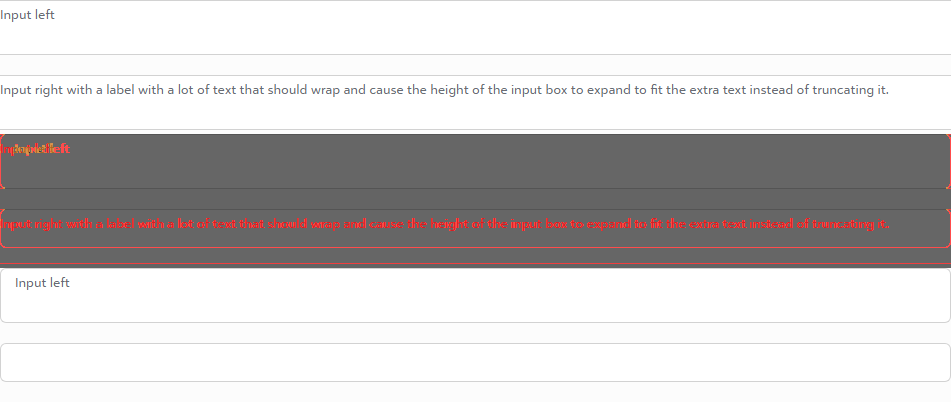 Input left
Input right with a label with a lot of text that should wrap and cause the height of the input box to expand to fit the extra text instead of truncating it.
Input left
Input right with a label with a lot of text that should wrap and cause the height of the input box to expand to fit the extra text instead of truncating it.
Input left